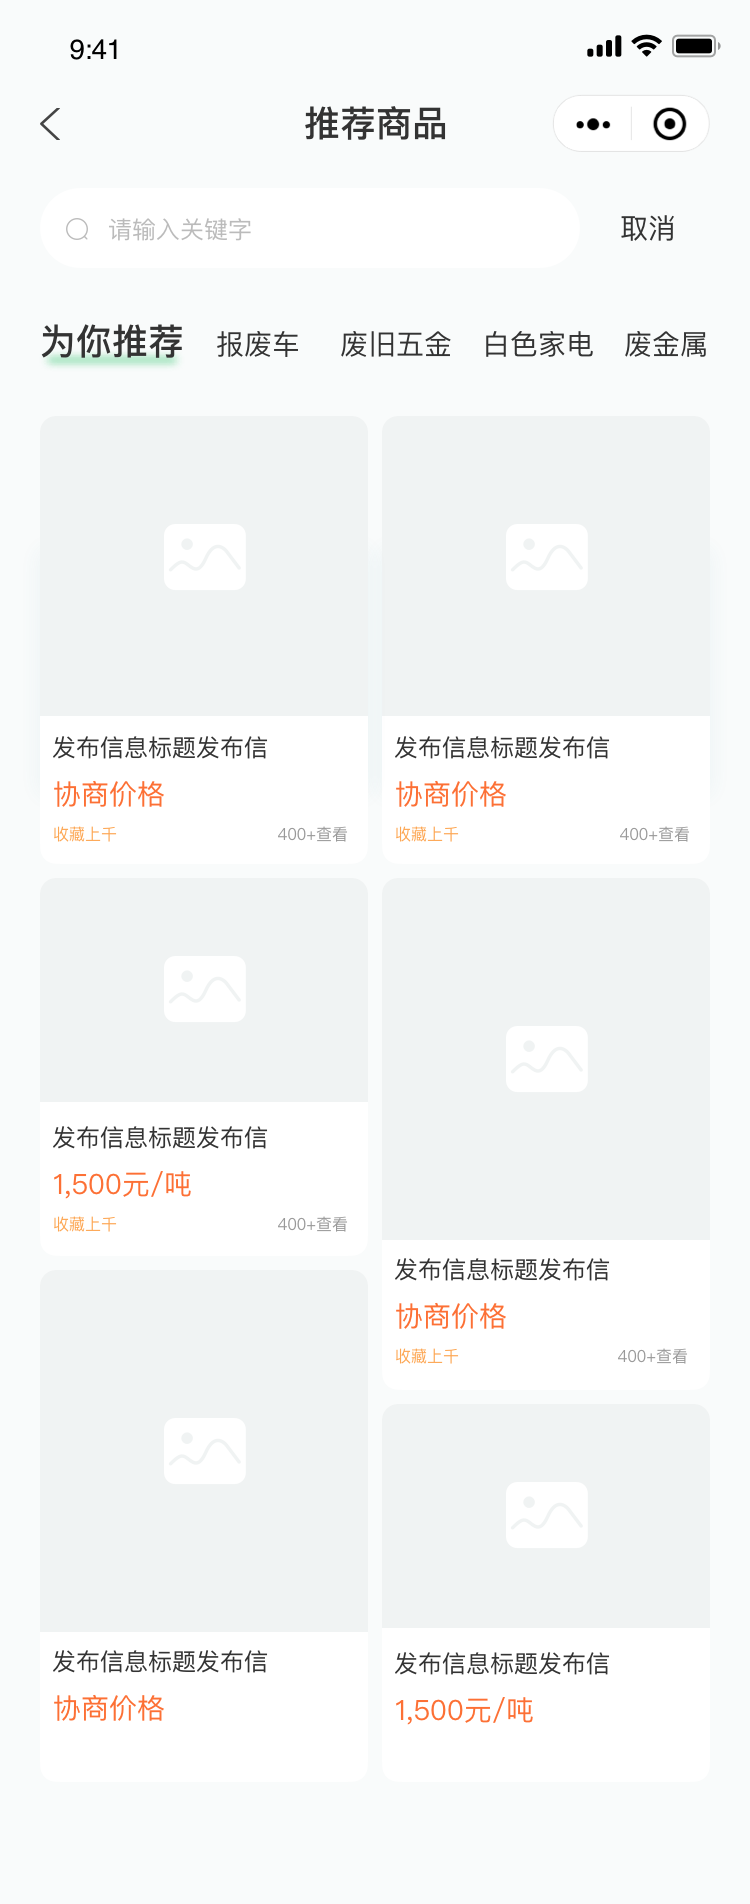 9:41
推荐商品
请输入关键字
取消
为你推荐 报废车 废旧五金 白色家电 废金属
发布信息标题发布信
协商价格
收藏上千 400+查看
发布信息标题发布信
协商价格
收藏上千 400+查看
发布信息标题发布信
1,500元/吨
收藏上千 400+查看
发布信息标题发布信
协商价格
收藏上千 400+查看
发布信息标题发布信
协商价格
发布信息标题发布信
1,500元/吨